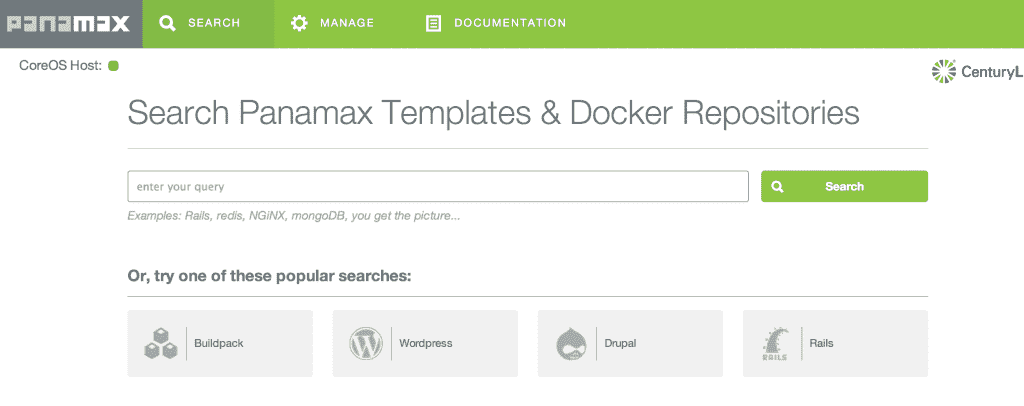 panamax SEARCH MANAGE DOCUMENTATION
CoreOS Host:
CenturyL
Search Panamax Templates & Docker Repositories
enter your query Search
Examples: Rails, redis, NGiNX, mongoDB, you get the picture...
Or, try one of these popular searches:
Buildpack Wordpress Drupal RAILS Rails